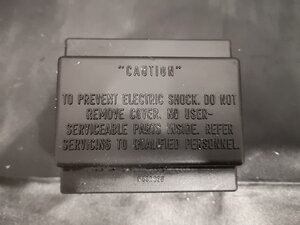 "CAUTION"
TO PREVENT ELECTRIC SHOCK. DO NOT
REMOVE COVER. NO USER-
SERVICEABLE PARTS INSIDE. REFER
SERVICING TO QUALIFIED PERSONNEL.